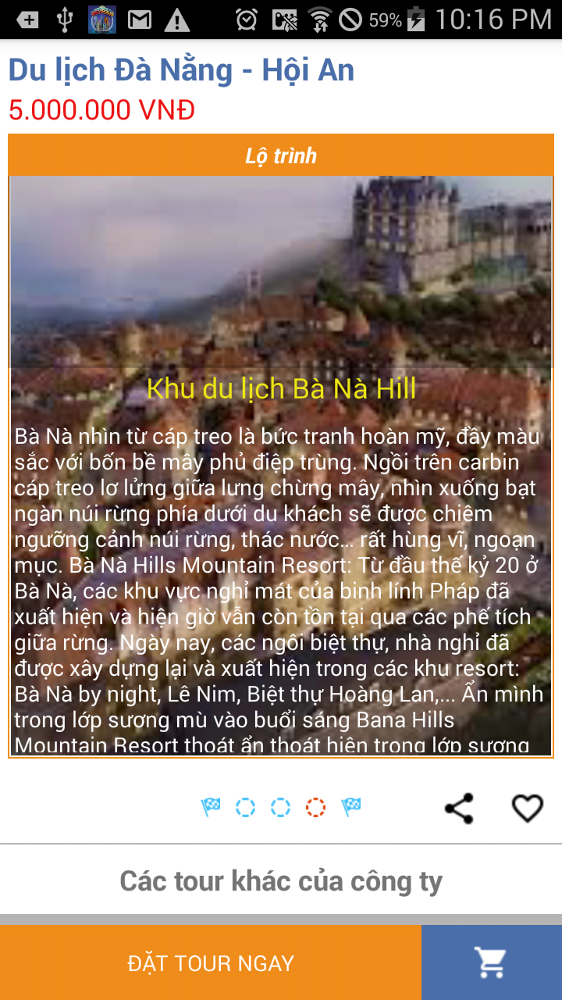 59% 10:16 PM
Du lịch Đà Nằng - Hội An
5.000.000 VNĐ
Lộ trình
Khu du lịch Bà Nà Hill
Bà Nà nhìn từ cáp treo là bức tranh hoàn mỹ, đầy màu
sắc với bốn bề mây phủ điệp trùng. Ngồi trên carbin
cáp treo lơ lửng giữa lưng chừng mây, nhìn xuống bạt
ngàn núi rừng phía dưới du khách sẽ được chiêm
ngưỡng cảnh núi rừng, thác nước… rất hùng vĩ, ngoạn
mục. Bà Nà Hills Mountain Resort: Từ đầu thế kỷ 20 ở
Bà Nà, các khu vực nghỉ mát của binh lính Pháp đã
xuất hiện và hiện giờ vẫn còn tồn tại qua các phế tích
giữa rừng. Ngày nay, các ngôi biệt thự, nhà nghỉ đã
được xây dựng lại và xuất hiện trong các khu resort:
Bà Nà by night, Lê Nim, Biệt thự Hoàng Lan,... Ẩn mình
trong lớp sương mù vào buổi sáng Bana Hills
Mountain Resort thoát ẩn thoát hiện trong lớp sương
Các tour khác của công ty
ĐẶT TOUR NGAY